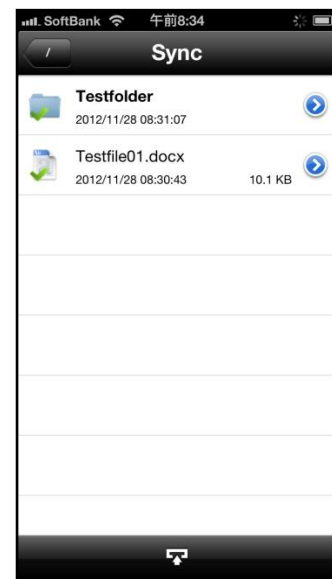 SoftBank 午前8:34
/ Sync
Testfolder
2012/11/28 08:31:07
Testfile01.docx
2012/11/28 08:30:43 10.1 KB